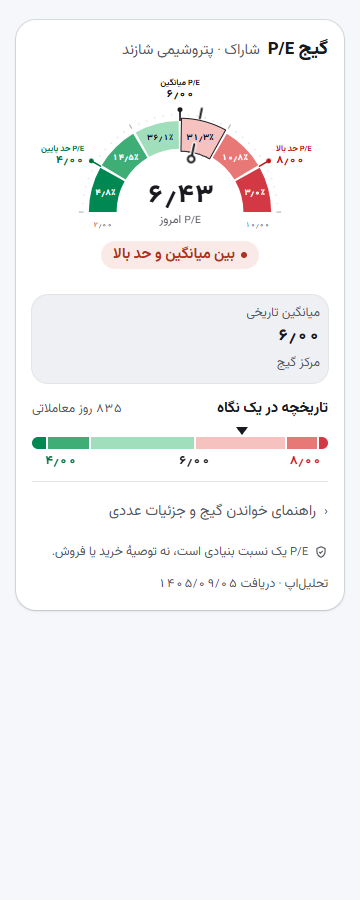 گیج P/E شاراک · پتروشیمی شازند
P/E میانگین
۶٫۰۰
P/E حد بالا
۸٫۰۰
P/E حد پایین
۴٫۰۰
۳٫۰٪
۱۰٫۸٪
۳۱٫۳٪
۳۶٫۱٪
۱۴٫۵٪
۴٫۸٪
۱۰٫۰۰
۲٫۰۰
۶٫۴۳
P/E امروز
بین میانگین و حد بالا
میانگین تاریخی
۶٫۰۰
مرکز گیج
تاریخچه در یک نگاه
۸۳۵ روز معاملاتی
۸٫۰۰ ۶٫۰۰ ۴٫۰۰
‹ راهنمای خواندن گیج و جزئیات عددی
P/E یک نسبت بنیادی است، نه توصیهٔ خرید یا فروش.
تحلیل‌اپ · دریافت ۱۴۰۵/۰۹/۰۵